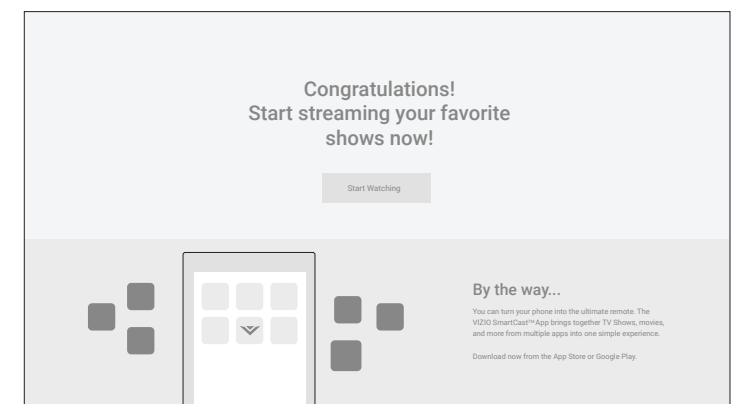 Congratulations!
Start streaming your favorite
shows now!
Start Watching
By the way...
You can turn your phone into the ultimate remote. The
VIZIO SmartCast™ App brings together TV Shows, movies,
and more from multiple apps into one simple experience.
Download now from the App Store or Google Play.